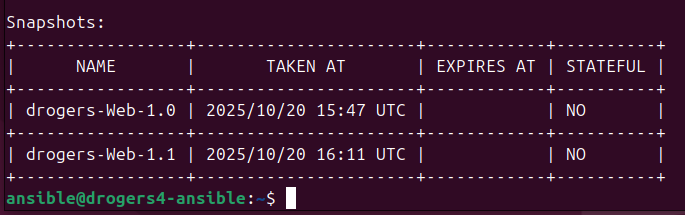 Snapshots:
+-----------------+----------------------+------------+----------+
| NAME | TAKEN AT | EXPIRES AT | STATEFUL |
+-----------------+----------------------+------------+----------+
| drogers-Web-1.0 | 2025/10/20 15:47 UTC | | NO |
+-----------------+----------------------+------------+----------+
| drogers-Web-1.1 | 2025/10/20 16:11 UTC | | NO |
+-----------------+----------------------+------------+----------+
ansible@drogers4-ansible:~$